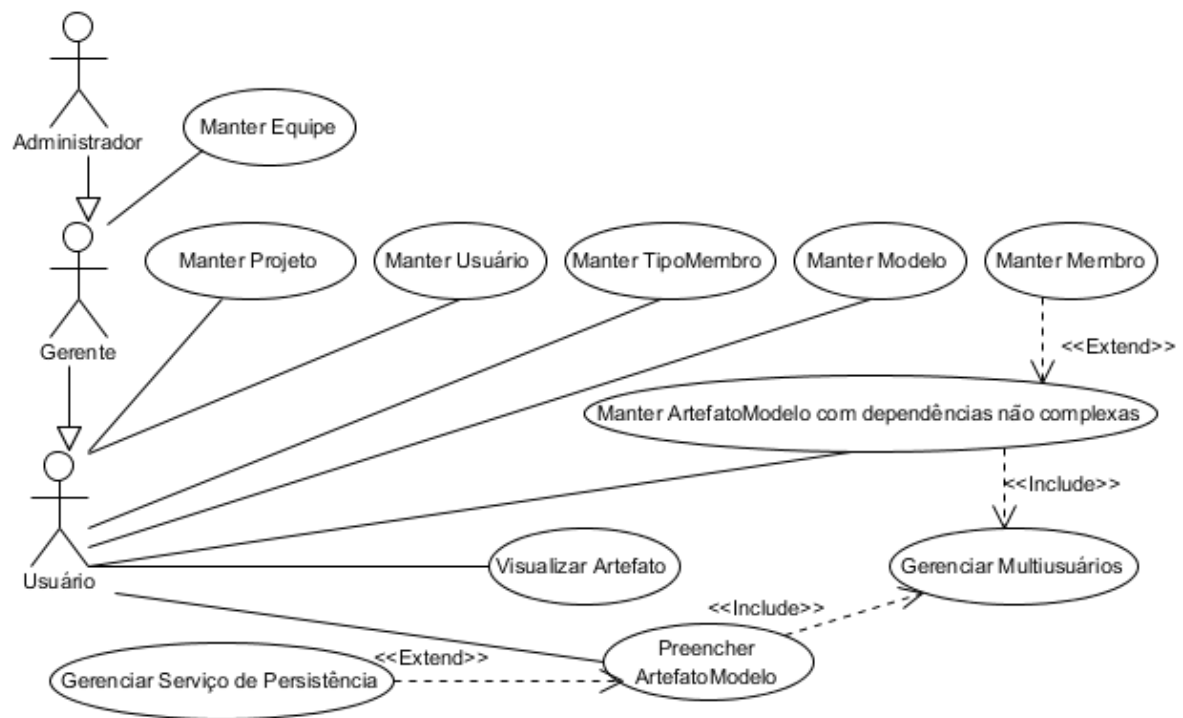 Administrador
Manter Equipe
Manter Projeto
Manter Usuário
Manter TipoMembro
Manter Modelo
Manter Membro
Gerente
<<Extend>>
Manter ArtefatoModelo com dependências não complexas
<<Include>>
Visualizar Artefato
Gerenciar Multiusuários
Usuário
<<Include>>
Preencher
ArtefatoModelo
<<Extend>>
Gerenciar Serviço de Persistência